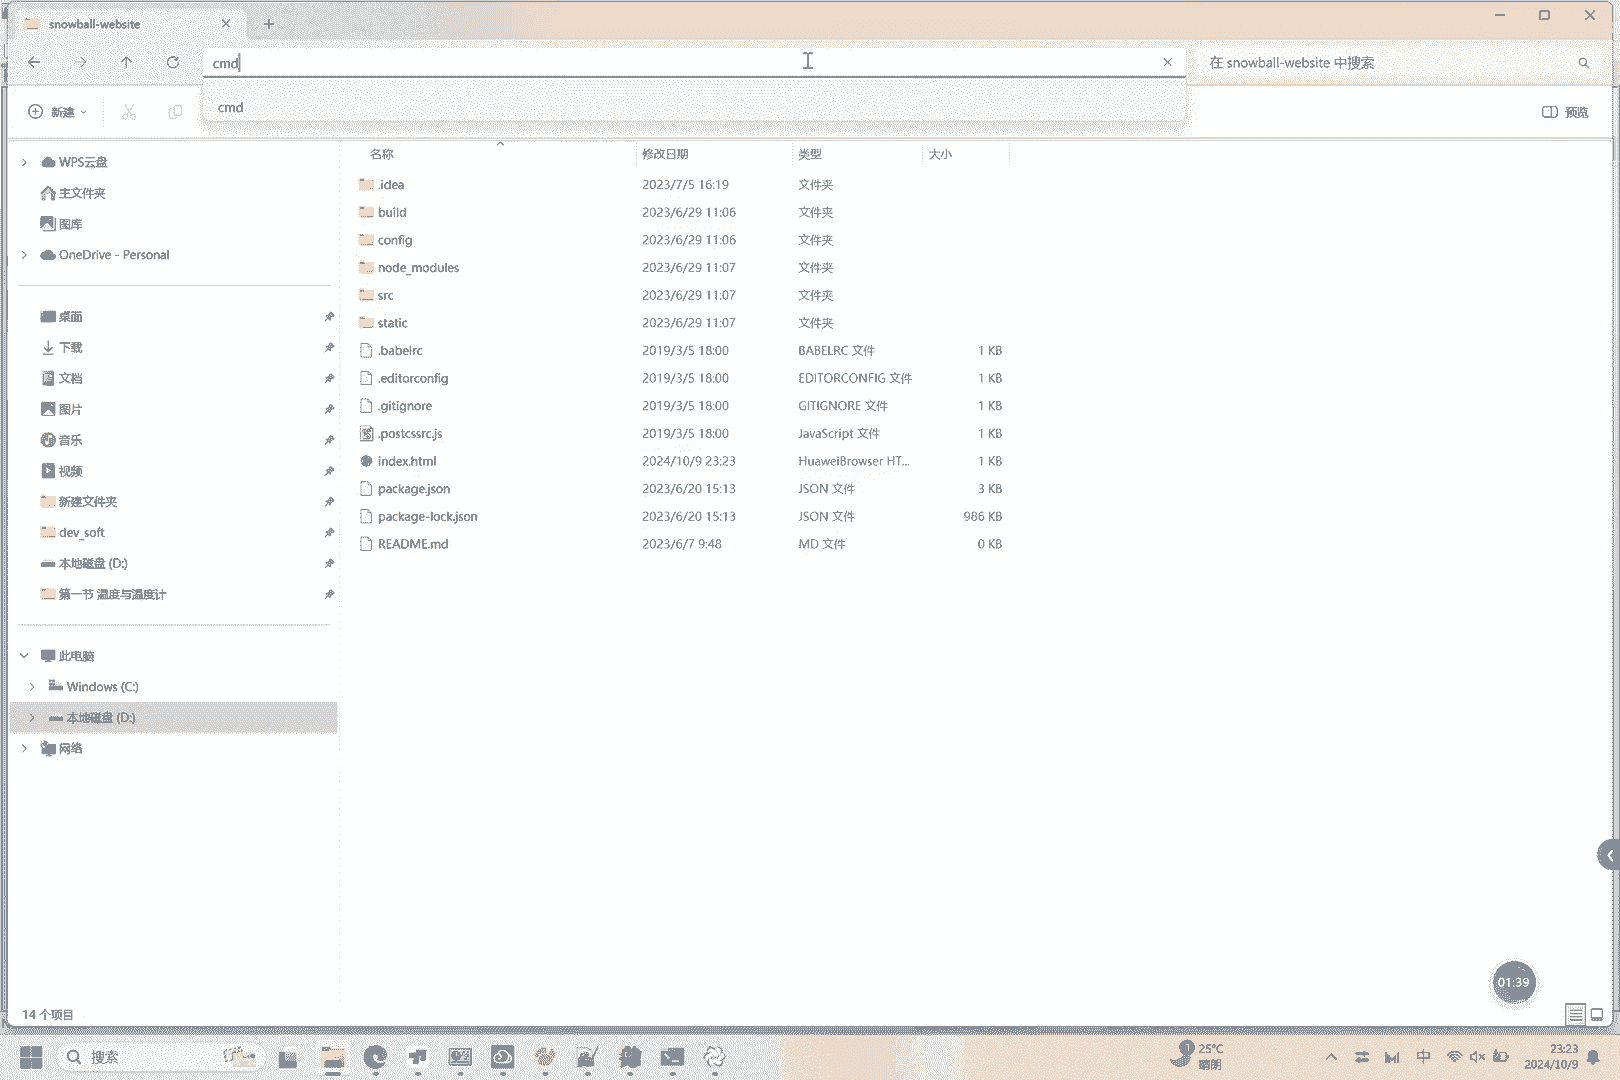 snowball-website
cmd
在 snowball-website 中搜索
新建
cmd
预览
WPS云盘
主文件夹
图库
OneDrive - Personal
桌面
下载
文档
图片
音乐
视频
新建文件夹
dev_soft
本地磁盘 (D:)
第一节 温度与温度计
此电脑
Windows (C:)
本地磁盘 (D:)
网络
名称 修改日期 类型 大小
.idea 2023/7/5 16:19 文件夹
build 2023/6/29 11:06 文件夹
config 2023/6/29 11:06 文件夹
node_modules 2023/6/29 11:07 文件夹
src 2023/6/29 11:07 文件夹
static 2023/6/29 11:07 文件夹
.babelrc 2019/3/5 18:00 BABELRC 文件 1 KB
.editorconfig 2019/3/5 18:00 EDITORCONFIG 文件 1 KB
.gitignore 2019/3/5 18:00 GITIGNORE 文件 1 KB
.postcssrc.js 2019/3/5 18:00 JavaScript 文件 1 KB
index.html 2024/10/9 23:23 HuaweiBrowser HT... 1 KB
package.json 2023/6/20 15:13 JSON 文件 3 KB
package-lock.json 2023/6/20 15:13 JSON 文件 986 KB
README.md 2023/6/7 9:48 MD 文件 0 KB
01:39
14 个项目
搜索
1
25°C
晴朗
中
23:23
2024/10/9